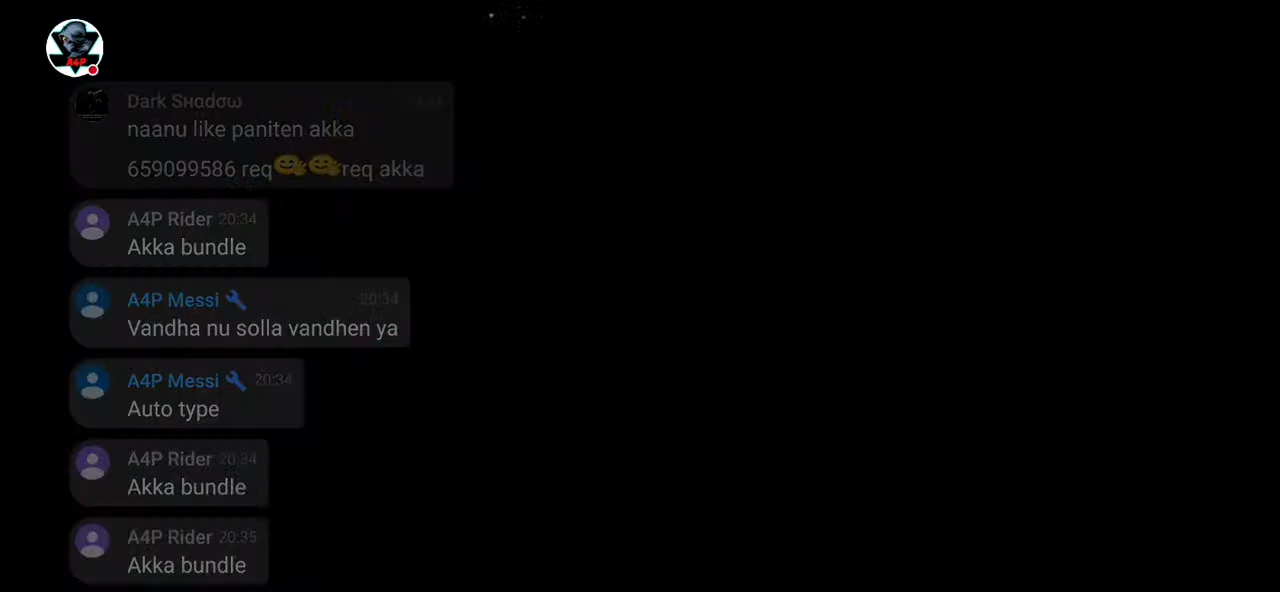 A4P
Dark Sнαdσω
naanu like paniten akka
659099586 req🤗🤗req akka
A4P Rider 20:34
Akka bundle
A4P Messi 🔧 20:34
Vandha nu solla vandhen ya
A4P Messi 🔧 20:34
Auto type
A4P Rider 20:34
Akka bundle
A4P Rider 20:35
Akka bundle